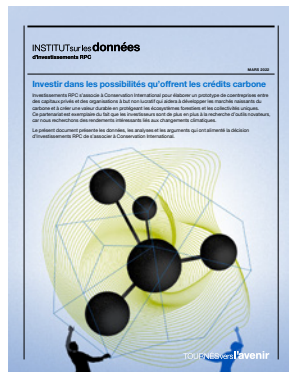 INSTITUTsurlesdonnées
d'Investissements RPC
MARS 2022
Investir dans les possibilités qu'offrent les crédits carbone
Investissements RPC s'associe à Conservation International pour élaborer un prototype de coentreprises entre
des capitaux privés et des organisations à but non lucratif qui aidera à développer les marchés naissants du
carbone et à créer une valeur durable en protégeant les écosystèmes forestiers et les collectivités uniques.
Ce partenariat est exemplaire du fait que les investisseurs sont de plus en plus à la recherche d'outils novateurs,
car nous recherchons des rendements intéressants liés aux changements climatiques.
Le présent document présente les données, les analyses et les arguments qui ont alimenté la décision
d'Investissements RPC de s'associer à Conservation International.
TOURNÉSversl'avenir